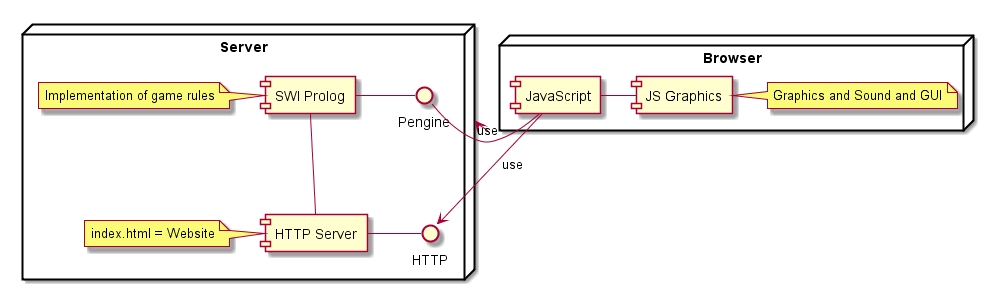 Server
Browser
Implementation of game rules
SWI Prolog
Pengine
JavaScript
JS Graphics
Graphics and Sound and GUI
use
use
index.html = Website
HTTP Server
HTTP